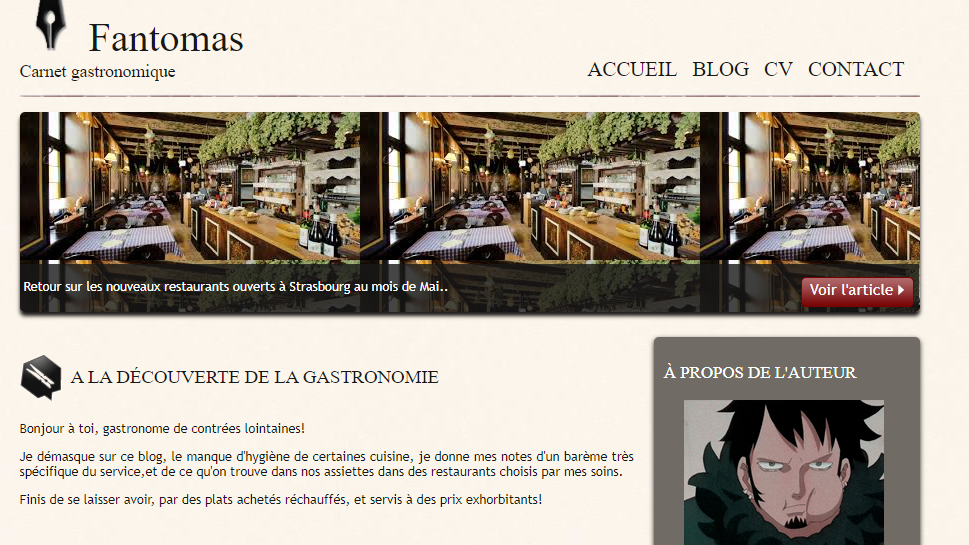 Fantomas
Carnet gastronomique
ACCUEIL BLOG CV CONTACT
Retour sur les nouveaux restaurants ouverts à Strasbourg au mois de Mai..
Voir l'article
A LA DÉCOUVERTE DE LA GASTRONOMIE
Bonjour à toi, gastronome de contrées lointaines!
Je démasque sur ce blog, le manque d'hygiène de certaines cuisine, je donne mes notes d'un barème très
spécifique du service,et de ce qu'on trouve dans nos assiettes dans des restaurants choisis par mes soins.
Finis de se laisser avoir, par des plats achetés réchauffés, et servis à des prix exhorbitants!
À PROPOS DE L'AUTEUR